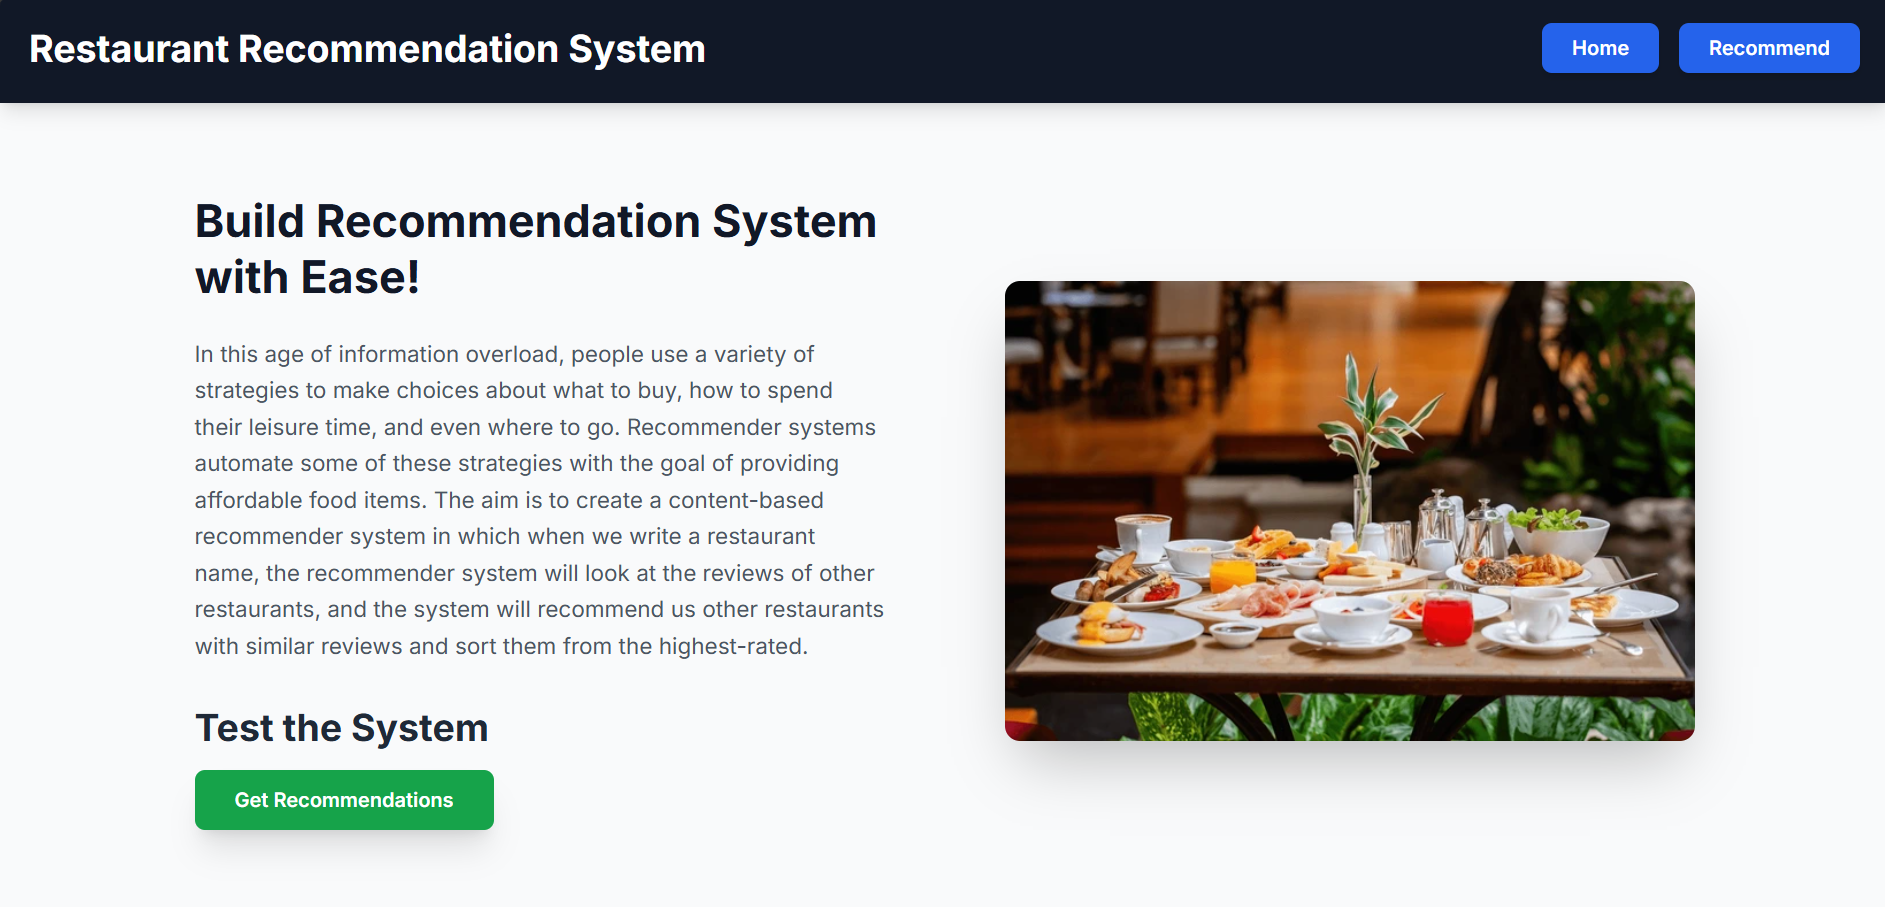 Restaurant Recommendation System
Home
Recommend
Build Recommendation System
with Ease!
In this age of information overload, people use a variety of
strategies to make choices about what to buy, how to spend
their leisure time, and even where to go. Recommender systems
automate some of these strategies with the goal of providing
affordable food items. The aim is to create a content-based
recommender system in which when we write a restaurant
name, the recommender system will look at the reviews of other
restaurants, and the system will recommend us other restaurants
with similar reviews and sort them from the highest-rated.
Test the System
Get Recommendations